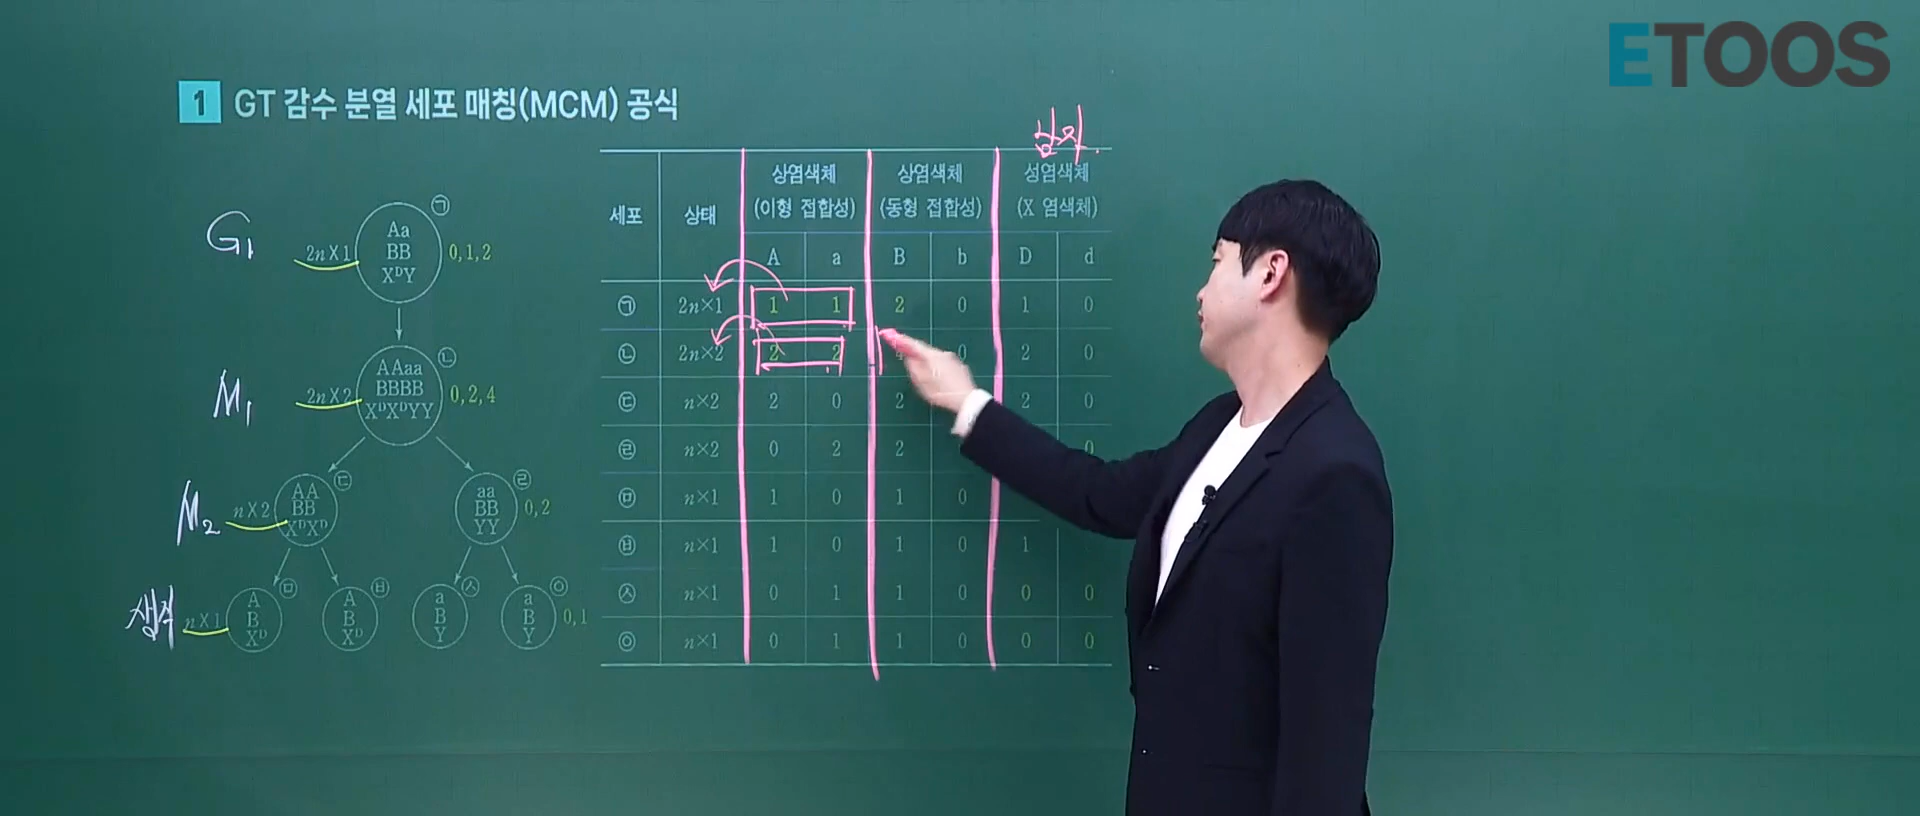 ETOOS
1 GT 감수 분열 세포 매칭(MCM) 공식
남자.
G₁
2n×1
Aa
BB
XᴰY
㉠
0,1,2
M₁
2n×2
AAaa
BBBB
XᴰXᴰYY
㉡
0,2,4
M₂
n×2
AA
BB
XᴰXᴰ
㉢
aa
BB
YY
㉣
0,2
생식
n×1
A
B
Xᴰ
㉤
A
B
Xᴰ
㉥
a
B
Y
㉦
a
B
Y
㉧
0,1
세포 상태 상염색체 (이형 접합성) 상염색체 (동형 접합성) 성염색체 (X 염색체)
A a B b D d
㉠ 2n×1 1 1 2 0 1 0
㉡ 2n×2 2 2 4 0 2 0
㉢ n×2 2 0 2 2 0
㉣ n×2 0 2 2 0
㉤ n×1 1 0 1 0
㉥ n×1 1 0 1 0 1
㉦ n×1 0 1 1 0 0 0
㉧ n×1 0 1 1 0 0 0